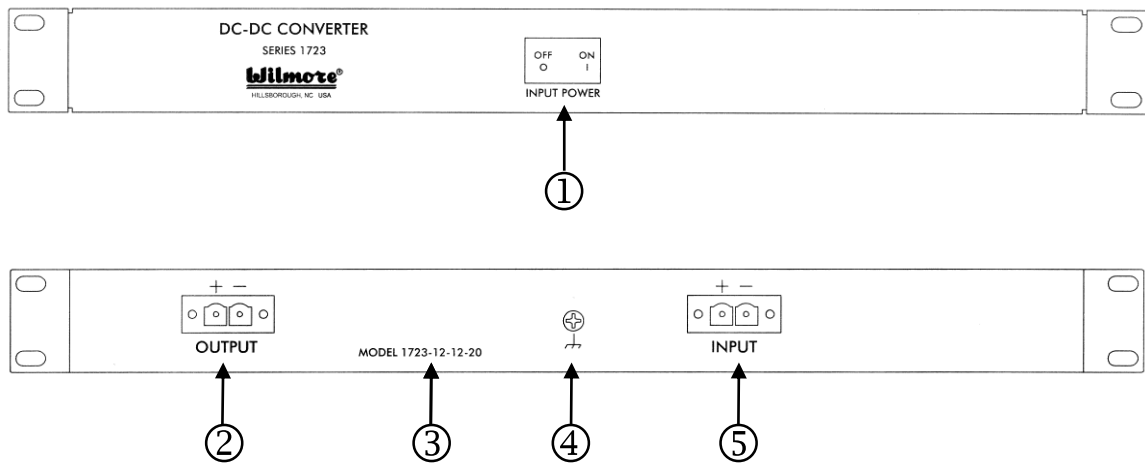 DC-DC CONVERTER
SERIES 1723
Wilmore®
HILLSBOROUGH, NC USA
OFF ON
O I
INPUT POWER
1
+ -
OUTPUT
MODEL 1723-12-12-20
+ -
INPUT
2
3
4
5